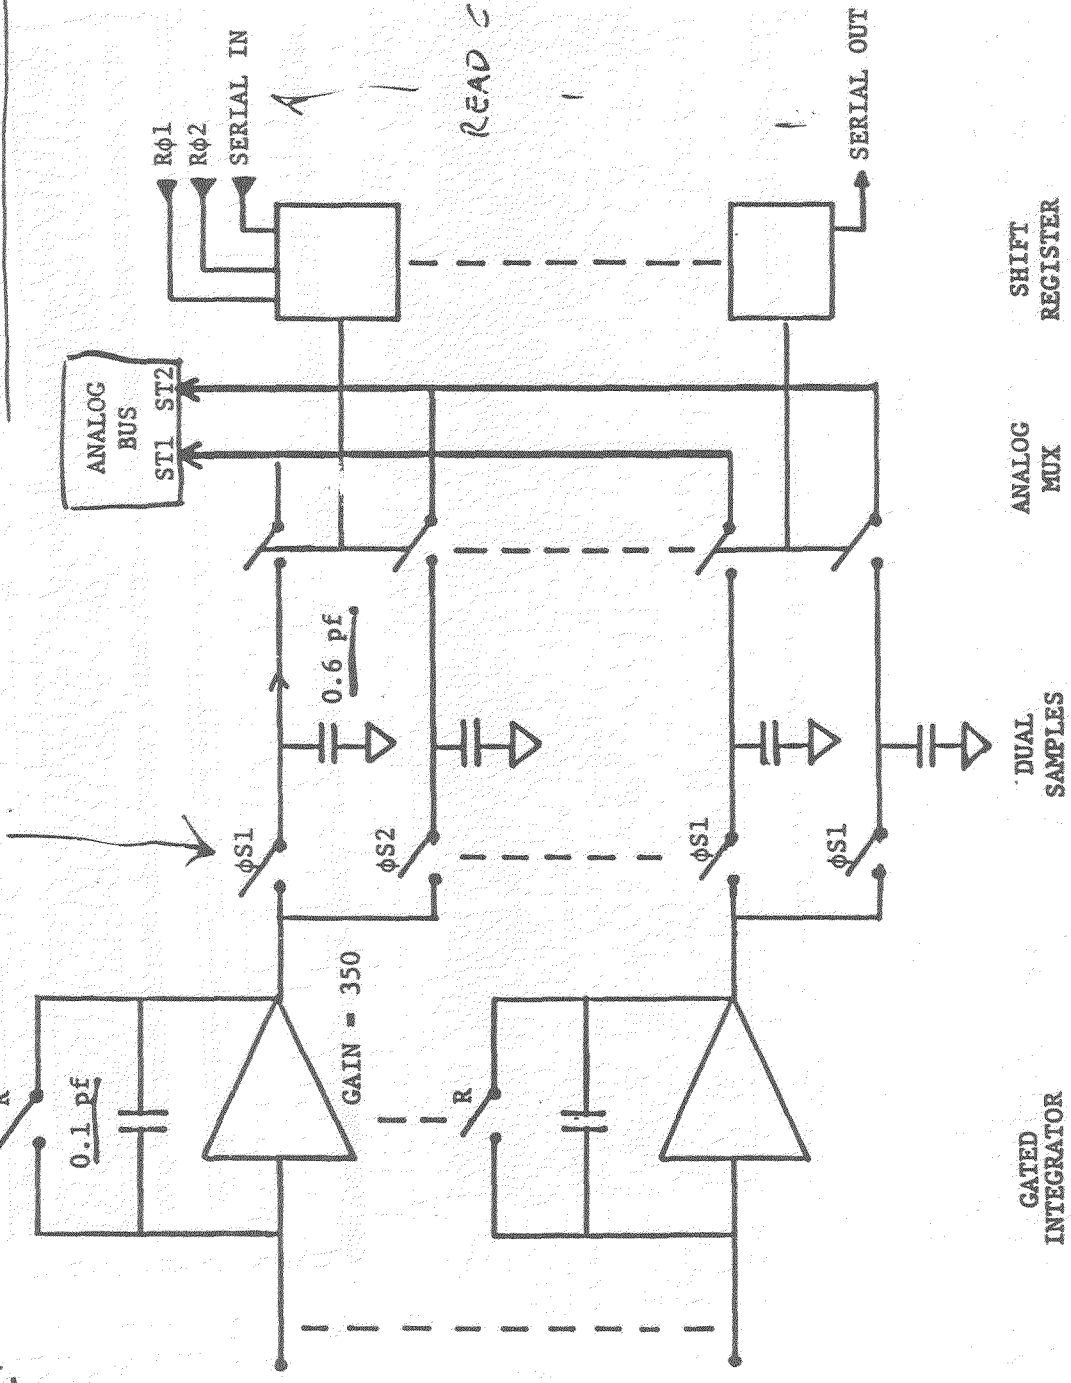 R
0.1 pf
GAIN = 350
R
GATED
INTEGRATOR
ϕS1
ϕS2
ϕS1
ϕS1
0.6 pf
DUAL
SAMPLES
ANALOG
BUS
ST1 ST2
ANALOG
MUX
Rϕ1
Rϕ2
SERIAL IN
READ
SERIAL OUT
SHIFT
REGISTER